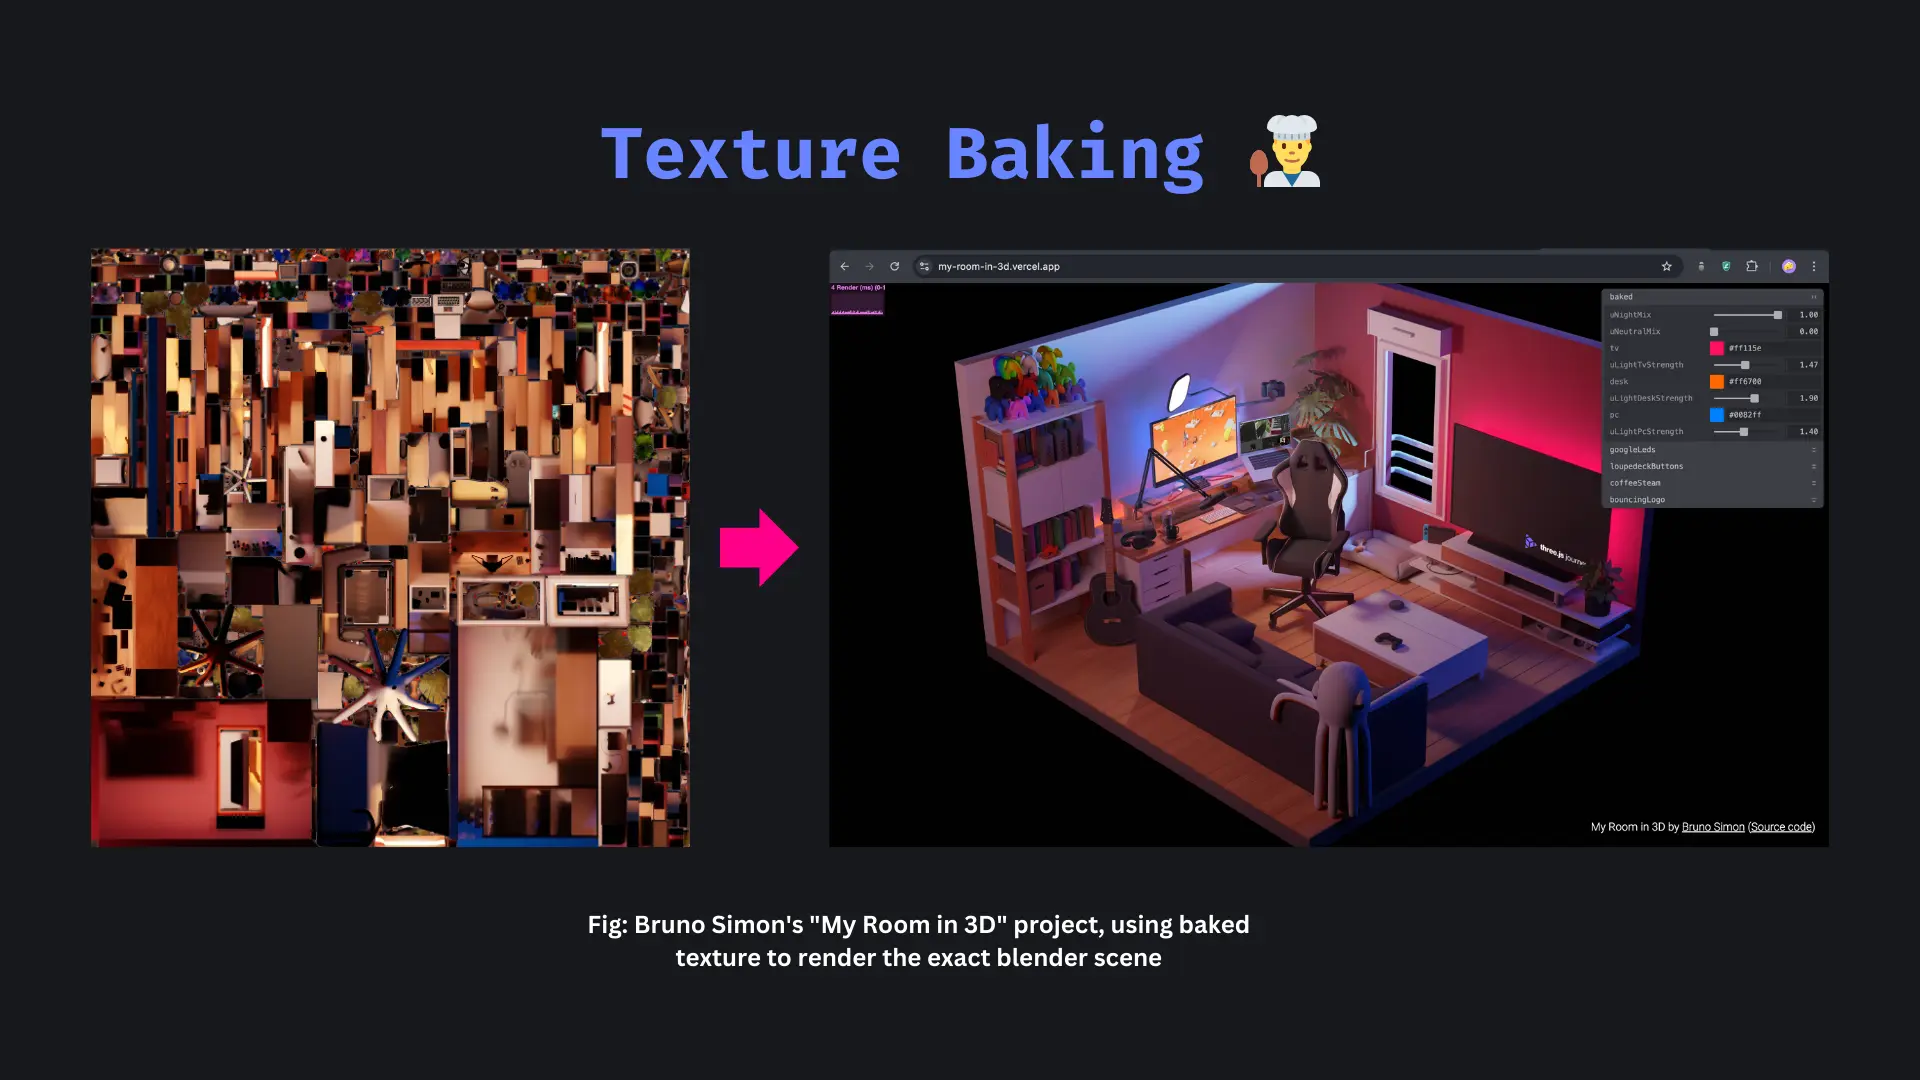 Texture Baking
my-room-in-3d.vercel.app
4 Render (ms) (0-1
baked
uNightMix 1.00
uNeutralMix 0.00
tv #ff115e
uLightTvStrength 1.47
desk #ff6700
uLightDeskStrength 1.90
pc #0082ff
uLightPcStrength 1.40
googleLeds
loupedeckButtons
coffeeSteam
bouncingLogo
three.js journey
My Room in 3D by Bruno Simon (Source code)
Fig: Bruno Simon's "My Room in 3D" project, using baked
texture to render the exact blender scene